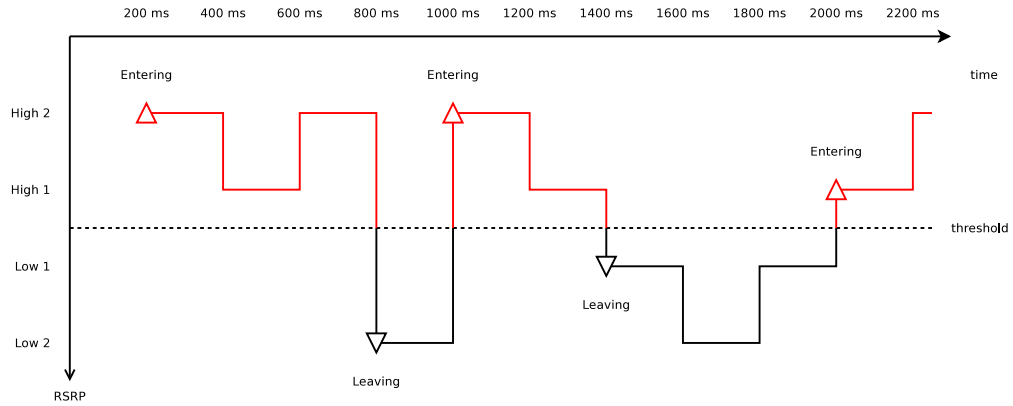 200 ms 400 ms 600 ms 800 ms 1000 ms 1200 ms 1400 ms 1600 ms 1800 ms 2000 ms 2200 ms
Entering Entering time
High 2
Entering
High 1
threshold
Low 1
Leaving
Low 2
Leaving
RSRP